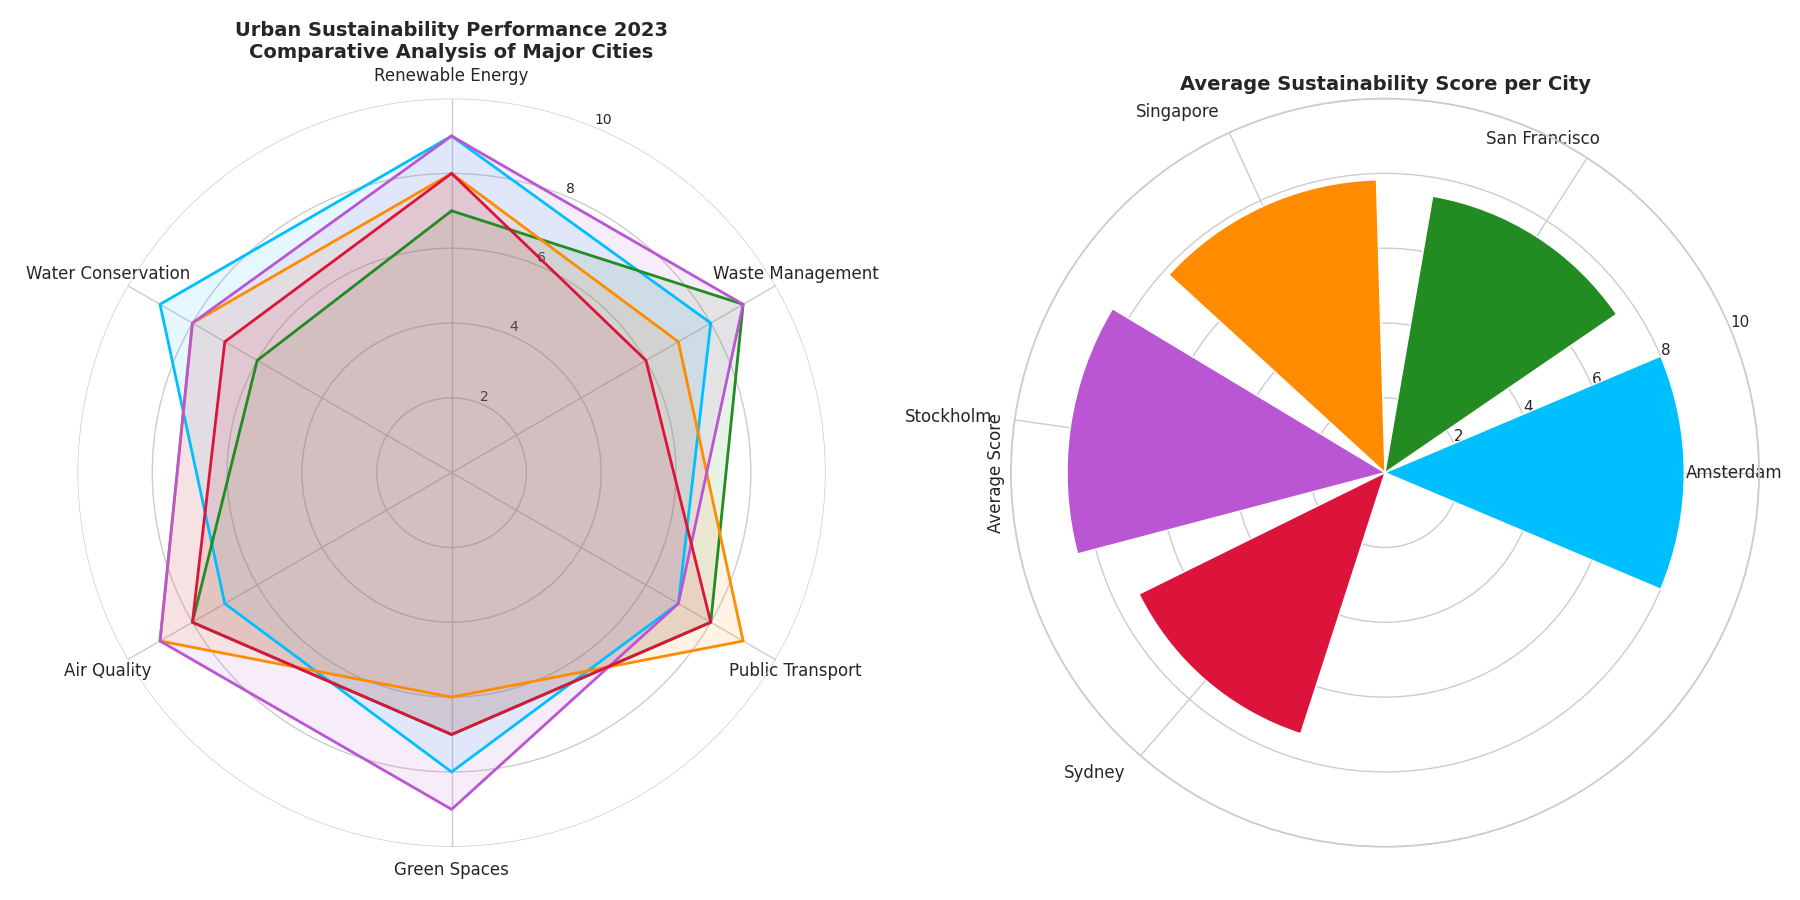 Urban Sustainability Performance 2023
Comparative Analysis of Major Cities
Renewable Energy
Water Conservation
Waste Management
Air Quality
Public Transport
Green Spaces
10
8
6
4
2
Average Sustainability Score per City
Singapore
San Francisco
Stockholm
Amsterdam
Sydney
Average Score
10
8
6
4
2